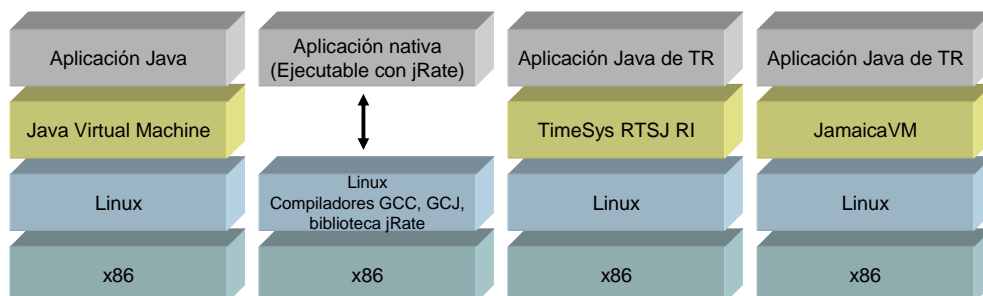 Aplicación Java
Java Virtual Machine
Linux
x86
Aplicación nativa
(Ejecutable con jRate)
Linux
Compiladores GCC, GCJ,
biblioteca jRate
x86
Aplicación Java de TR
TimeSys RTSJ RI
Linux
x86
Aplicación Java de TR
JamaicaVM
Linux
x86